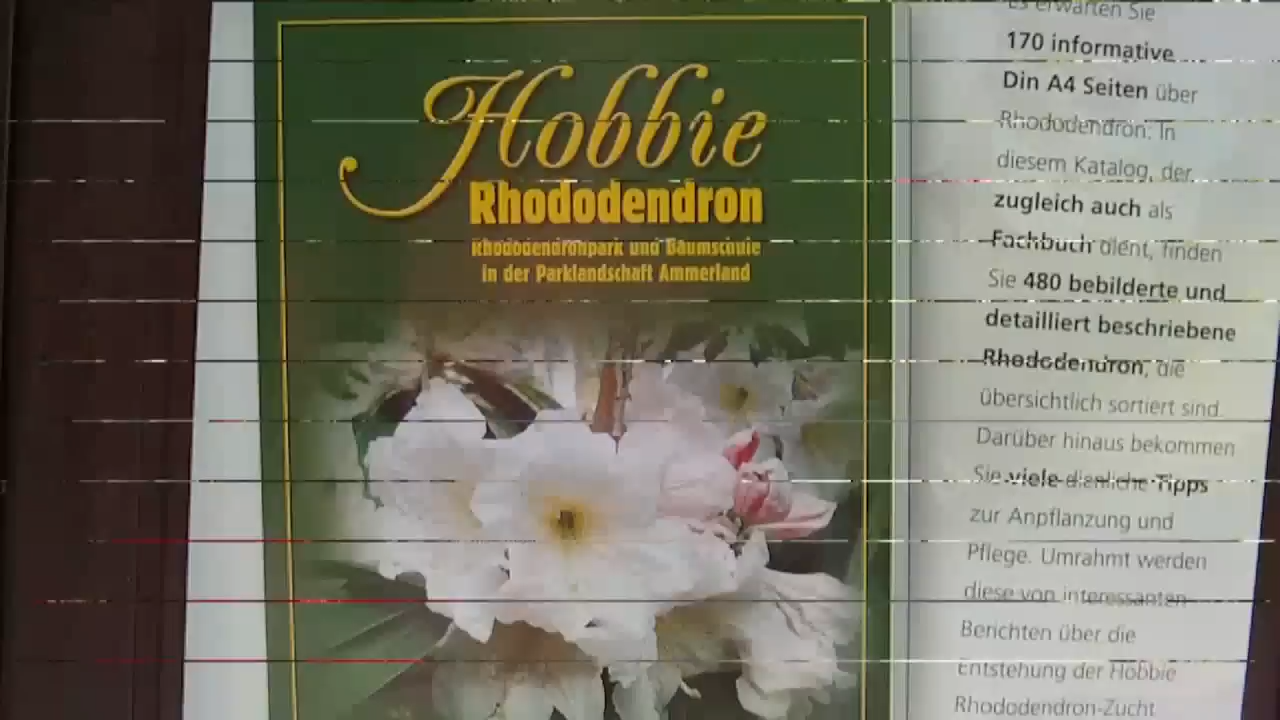 Hobbie
Rhododendron
Rhododendronpark und Baumschule
in der Parklandschaft Ammerland
Es erwarten Sie
170 informative
Din A4 Seiten über
Rhododendron. In
diesem Katalog, der
zugleich auch als
Fachbuch dient, finden
Sie 480 bebilderte und
detailliert beschriebene
Rhododendron, die
übersichtlich sortiert sind.
Darüber hinaus bekommen
Sie viele dienliche Tipps
zur Anpflanzung und
Pflege. Umrahmt werden
diese von interessanten
Berichten über die
Entstehung der Hobbie
Rhododendron-Zucht